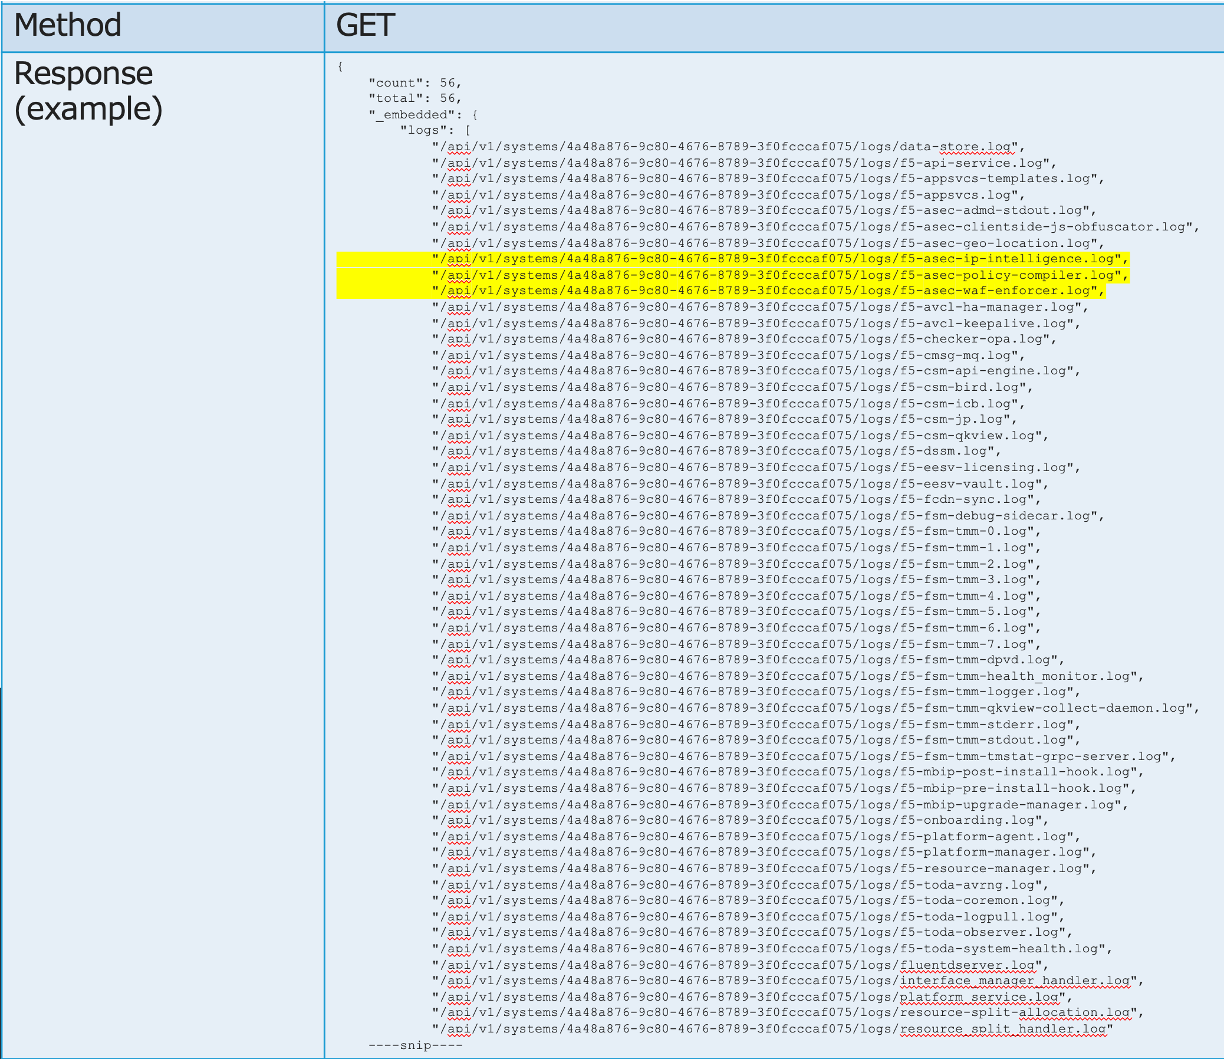 Method GET
Response
(example)
{
"count": 56,
"total": 56,
"_embedded": {
"logs": [
"/api/v1/systems/4a48a876-9c80-4676-8789-3f0fcccaf075/logs/data-store.log",
"/api/v1/systems/4a48a876-9c80-4676-8789-3f0fcccaf075/logs/f5-api-service.log",
"/api/v1/systems/4a48a876-9c80-4676-8789-3f0fcccaf075/logs/f5-appsvcs-templates.log",
"/api/v1/systems/4a48a876-9c80-4676-8789-3f0fcccaf075/logs/f5-appsvcs.log",
"/api/v1/systems/4a48a876-9c80-4676-8789-3f0fcccaf075/logs/f5-asec-admd-stdout.log",
"/api/v1/systems/4a48a876-9c80-4676-8789-3f0fcccaf075/logs/f5-asec-clientside-js-obfuscator.log",
"/api/v1/systems/4a48a876-9c80-4676-8789-3f0fcccaf075/logs/f5-asec-geo-location.log",
"/api/v1/systems/4a48a876-9c80-4676-8789-3f0fcccaf075/logs/f5-asec-ip-intelligence.log",
"/api/v1/systems/4a48a876-9c80-4676-8789-3f0fcccaf075/logs/f5-asec-policy-compiler.log",
"/api/v1/systems/4a48a876-9c80-4676-8789-3f0fcccaf075/logs/f5-asec-waf-enforcer.log",
"/api/v1/systems/4a48a876-9c80-4676-8789-3f0fcccaf075/logs/f5-avcl-ha-manager.log",
"/api/v1/systems/4a48a876-9c80-4676-8789-3f0fcccaf075/logs/f5-avcl-keepalive.log",
"/api/v1/systems/4a48a876-9c80-4676-8789-3f0fcccaf075/logs/f5-checker-opa.log",
"/api/v1/systems/4a48a876-9c80-4676-8789-3f0fcccaf075/logs/f5-cmsg-mq.log",
"/api/v1/systems/4a48a876-9c80-4676-8789-3f0fcccaf075/logs/f5-csm-api-engine.log",
"/api/v1/systems/4a48a876-9c80-4676-8789-3f0fcccaf075/logs/f5-csm-bird.log",
"/api/v1/systems/4a48a876-9c80-4676-8789-3f0fcccaf075/logs/f5-csm-icb.log",
"/api/v1/systems/4a48a876-9c80-4676-8789-3f0fcccaf075/logs/f5-csm-jp.log",
"/api/v1/systems/4a48a876-9c80-4676-8789-3f0fcccaf075/logs/f5-csm-qkview.log",
"/api/v1/systems/4a48a876-9c80-4676-8789-3f0fcccaf075/logs/f5-dssm.log",
"/api/v1/systems/4a48a876-9c80-4676-8789-3f0fcccaf075/logs/f5-eesv-licensing.log",
"/api/v1/systems/4a48a876-9c80-4676-8789-3f0fcccaf075/logs/f5-eesv-vault.log",
"/api/v1/systems/4a48a876-9c80-4676-8789-3f0fcccaf075/logs/f5-fcdn-sync.log",
"/api/v1/systems/4a48a876-9c80-4676-8789-3f0fcccaf075/logs/f5-fsm-debug-sidecar.log",
"/api/v1/systems/4a48a876-9c80-4676-8789-3f0fcccaf075/logs/f5-fsm-tmm-0.log",
"/api/v1/systems/4a48a876-9c80-4676-8789-3f0fcccaf075/logs/f5-fsm-tmm-1.log",
"/api/v1/systems/4a48a876-9c80-4676-8789-3f0fcccaf075/logs/f5-fsm-tmm-2.log",
"/api/v1/systems/4a48a876-9c80-4676-8789-3f0fcccaf075/logs/f5-fsm-tmm-3.log",
"/api/v1/systems/4a48a876-9c80-4676-8789-3f0fcccaf075/logs/f5-fsm-tmm-4.log",
"/api/v1/systems/4a48a876-9c80-4676-8789-3f0fcccaf075/logs/f5-fsm-tmm-5.log",
"/api/v1/systems/4a48a876-9c80-4676-8789-3f0fcccaf075/logs/f5-fsm-tmm-6.log",
"/api/v1/systems/4a48a876-9c80-4676-8789-3f0fcccaf075/logs/f5-fsm-tmm-7.log",
"/api/v1/systems/4a48a876-9c80-4676-8789-3f0fcccaf075/logs/f5-fsm-tmm-dpvd.log",
"/api/v1/systems/4a48a876-9c80-4676-8789-3f0fcccaf075/logs/f5-fsm-tmm-health_monitor.log",
"/api/v1/systems/4a48a876-9c80-4676-8789-3f0fcccaf075/logs/f5-fsm-tmm-logger.log",
"/api/v1/systems/4a48a876-9c80-4676-8789-3f0fcccaf075/logs/f5-fsm-tmm-qkview-collect-daemon.log",
"/api/v1/systems/4a48a876-9c80-4676-8789-3f0fcccaf075/logs/f5-fsm-tmm-stderr.log",
"/api/v1/systems/4a48a876-9c80-4676-8789-3f0fcccaf075/logs/f5-fsm-tmm-stdout.log",
"/api/v1/systems/4a48a876-9c80-4676-8789-3f0fcccaf075/logs/f5-fsm-tmm-tmstat-grpc-server.log",
"/api/v1/systems/4a48a876-9c80-4676-8789-3f0fcccaf075/logs/f5-mbip-post-install-hook.log",
"/api/v1/systems/4a48a876-9c80-4676-8789-3f0fcccaf075/logs/f5-mbip-pre-install-hook.log",
"/api/v1/systems/4a48a876-9c80-4676-8789-3f0fcccaf075/logs/f5-mbip-upgrade-manager.log",
"/api/v1/systems/4a48a876-9c80-4676-8789-3f0fcccaf075/logs/f5-onboarding.log",
"/api/v1/systems/4a48a876-9c80-4676-8789-3f0fcccaf075/logs/f5-platform-agent.log",
"/api/v1/systems/4a48a876-9c80-4676-8789-3f0fcccaf075/logs/f5-platform-manager.log",
"/api/v1/systems/4a48a876-9c80-4676-8789-3f0fcccaf075/logs/f5-resource-manager.log",
"/api/v1/systems/4a48a876-9c80-4676-8789-3f0fcccaf075/logs/f5-toda-avrng.log",
"/api/v1/systems/4a48a876-9c80-4676-8789-3f0fcccaf075/logs/f5-toda-coremon.log",
"/api/v1/systems/4a48a876-9c80-4676-8789-3f0fcccaf075/logs/f5-toda-logpull.log",
"/api/v1/systems/4a48a876-9c80-4676-8789-3f0fcccaf075/logs/f5-toda-observer.log",
"/api/v1/systems/4a48a876-9c80-4676-8789-3f0fcccaf075/logs/f5-toda-system-health.log",
"/api/v1/systems/4a48a876-9c80-4676-8789-3f0fcccaf075/logs/fluentdserver.log",
"/api/v1/systems/4a48a876-9c80-4676-8789-3f0fcccaf075/logs/interface_manager_handler.log",
"/api/v1/systems/4a48a876-9c80-4676-8789-3f0fcccaf075/logs/platform_service.log",
"/api/v1/systems/4a48a876-9c80-4676-8789-3f0fcccaf075/logs/resource-split-allocation.log",
"/api/v1/systems/4a48a876-9c80-4676-8789-3f0fcccaf075/logs/resource_split_handler.log"
----snip----